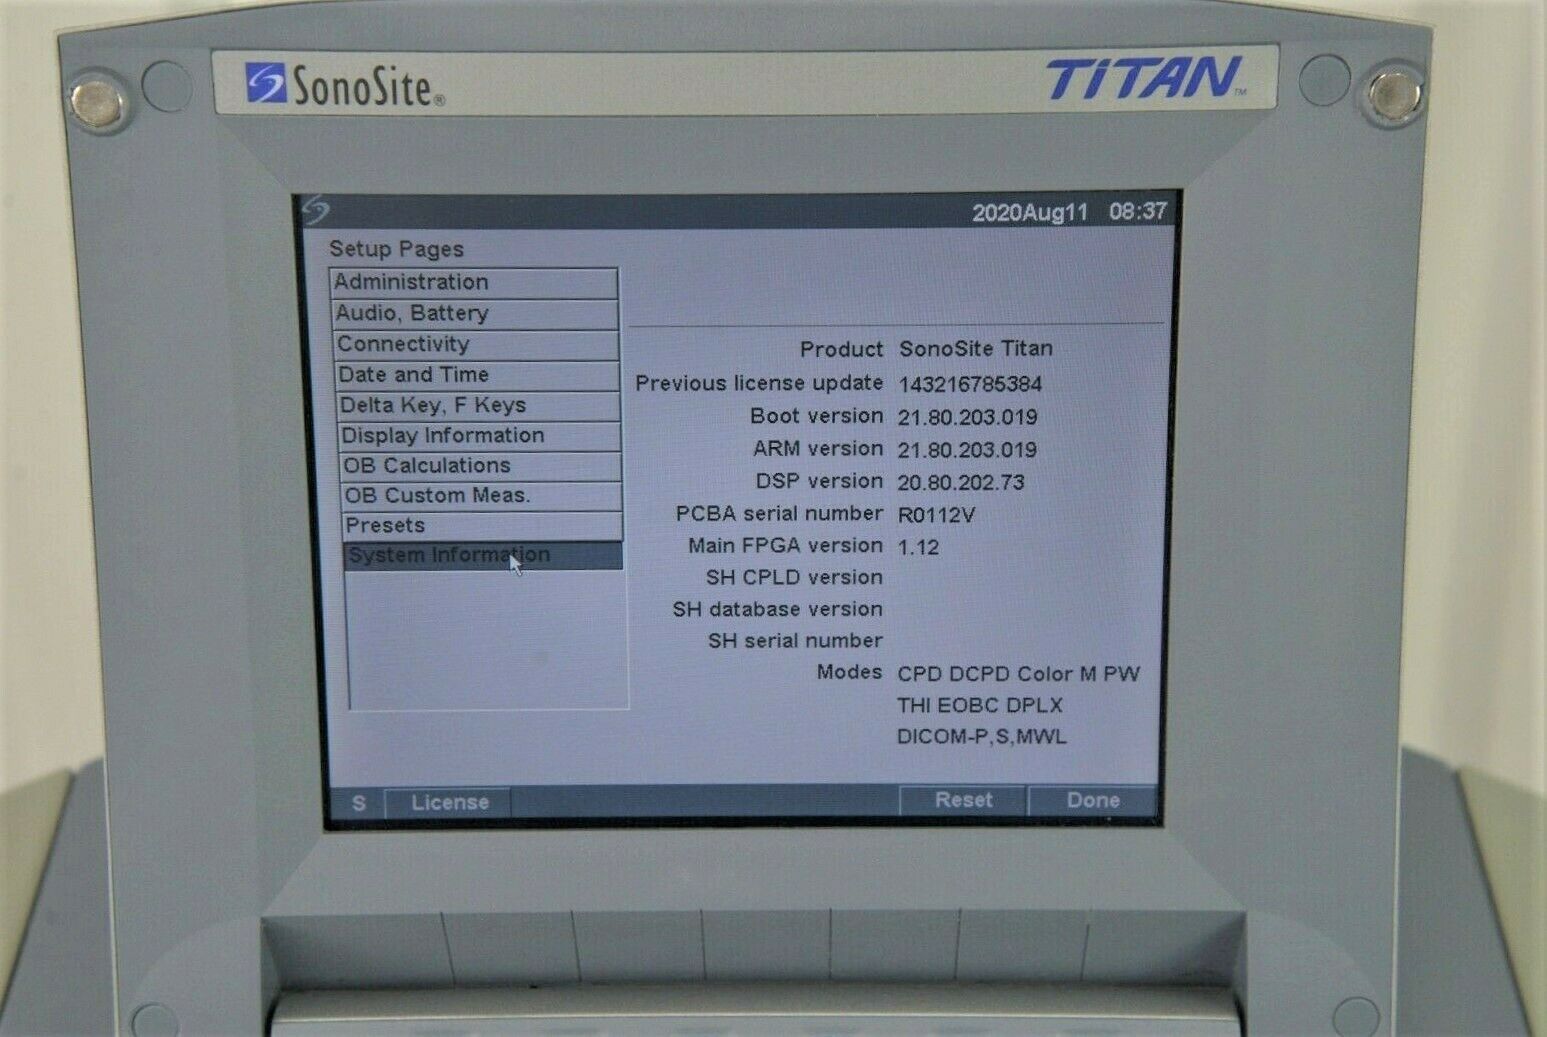 SonoSite®
TITAN™
2020Aug11 08:37
Setup Pages
Administration
Audio, Battery
Connectivity
Date and Time
Delta Key, F Keys
Display Information
OB Calculations
OB Custom Meas.
Presets
System Information
Product SonoSite Titan
Previous license update 143216785384
Boot version 21.80.203.019
ARM version 21.80.203.019
DSP version 20.80.202.73
PCBA serial number R0112V
Main FPGA version 1.12
SH CPLD version
SH database version
SH serial number
Modes CPD DCPD Color M PW
THI EOBC DPLX
DICOM-P,S,MWL
S License Reset Done